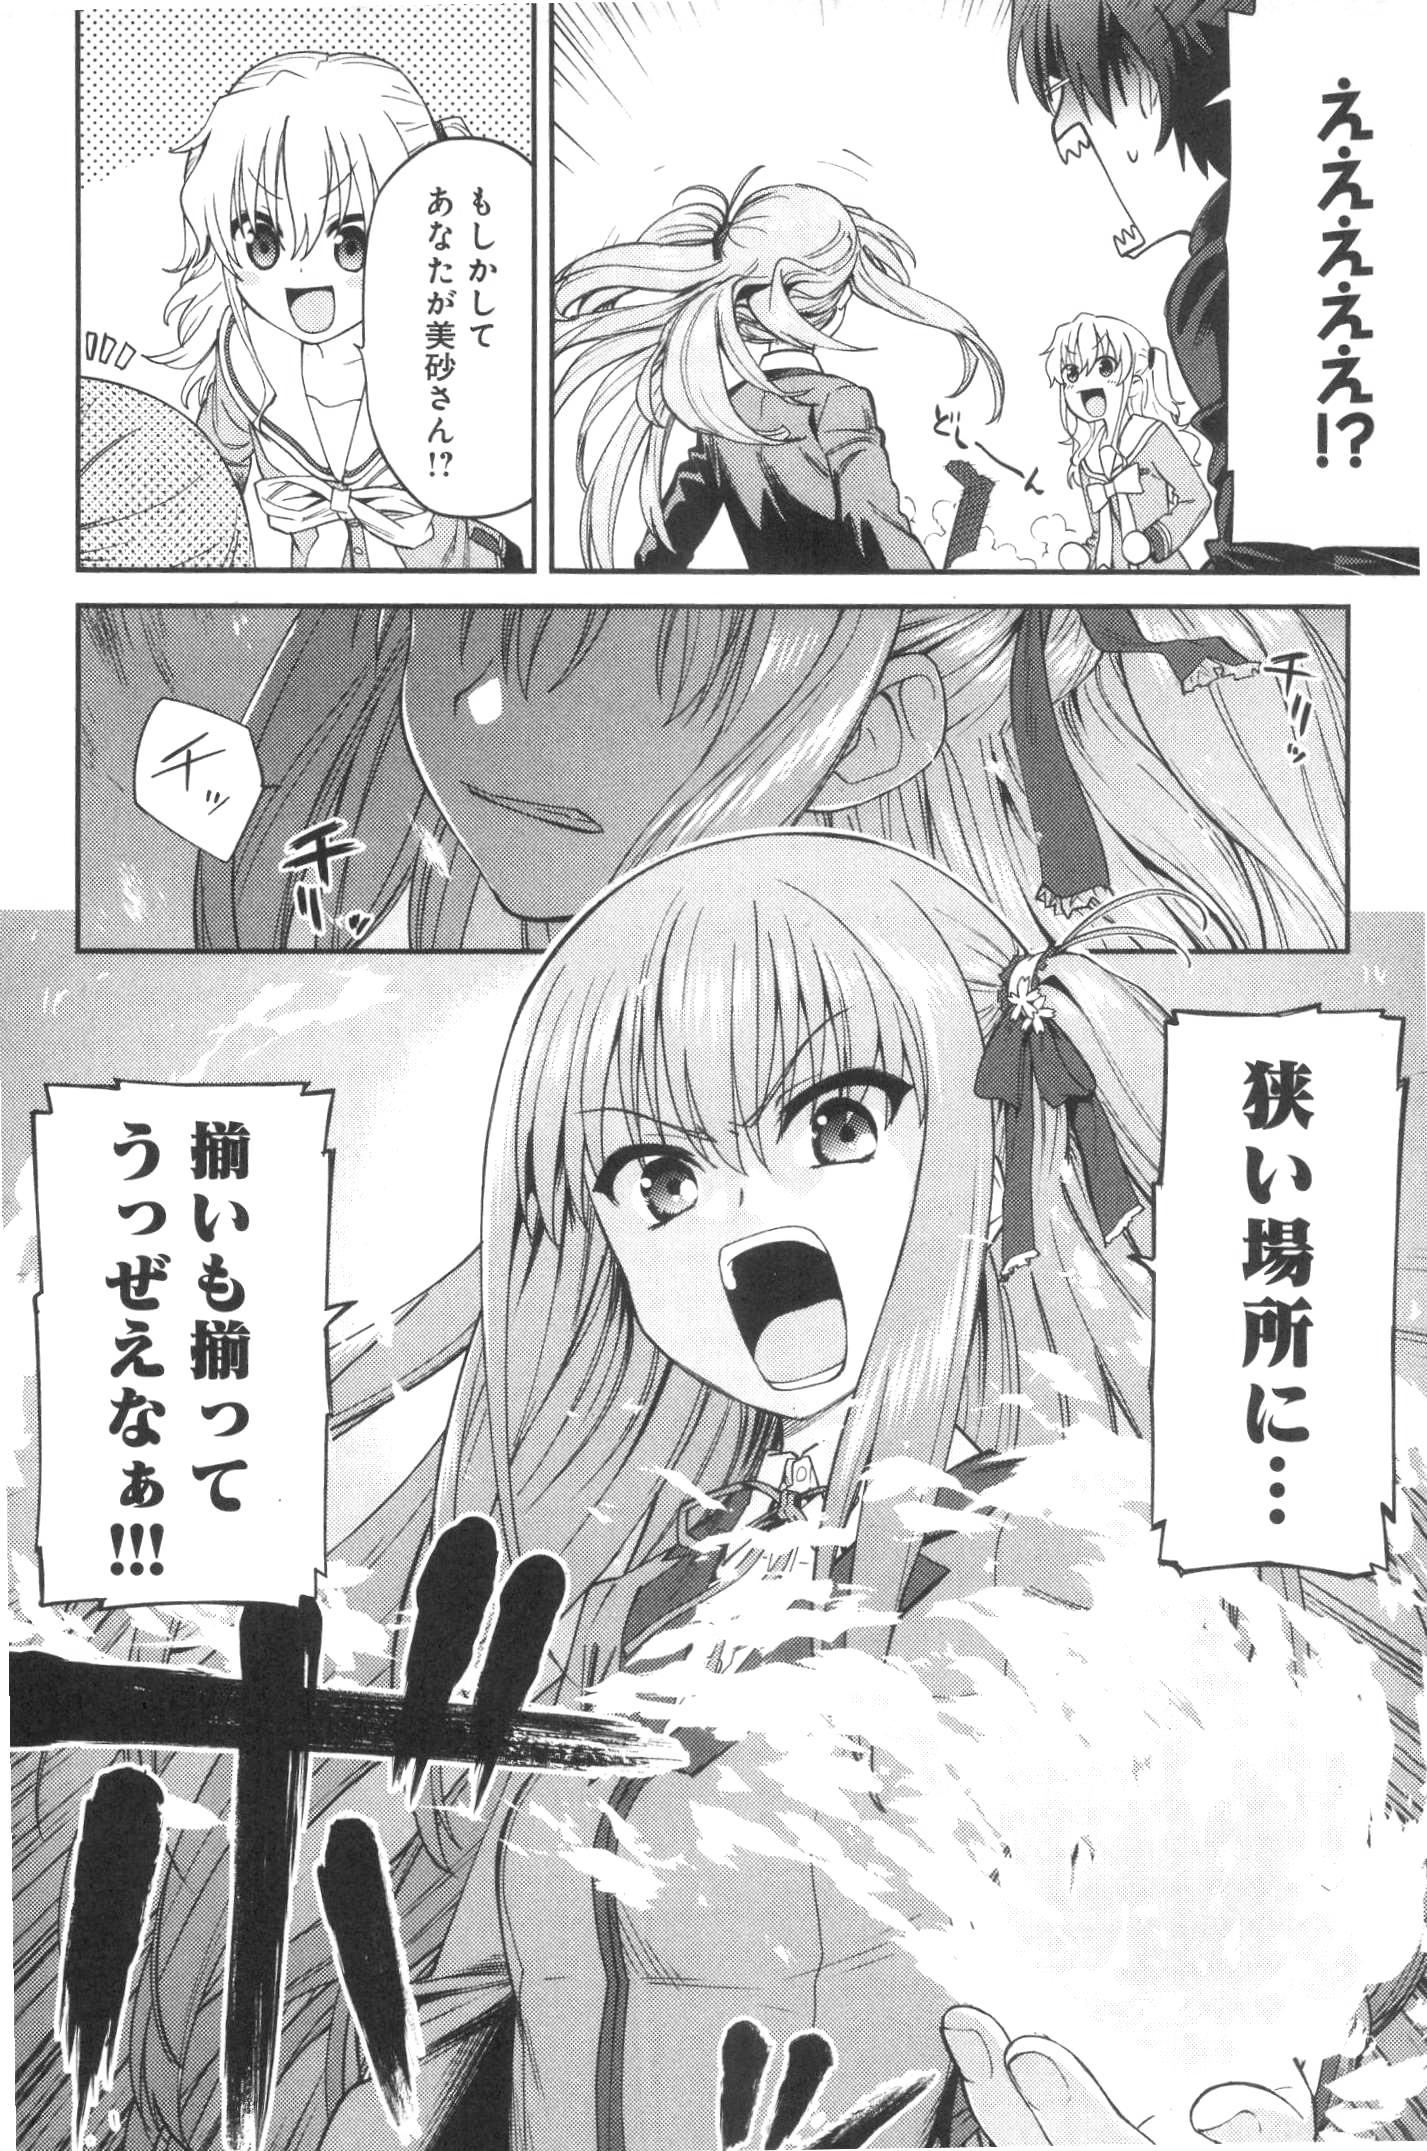 ええええええ!?
どしーん
もしかして
あなたが美砂さん!?
チリッ
チッ
チリッ
狭い場所に…
揃いも揃って
うっぜえなぁ!!!